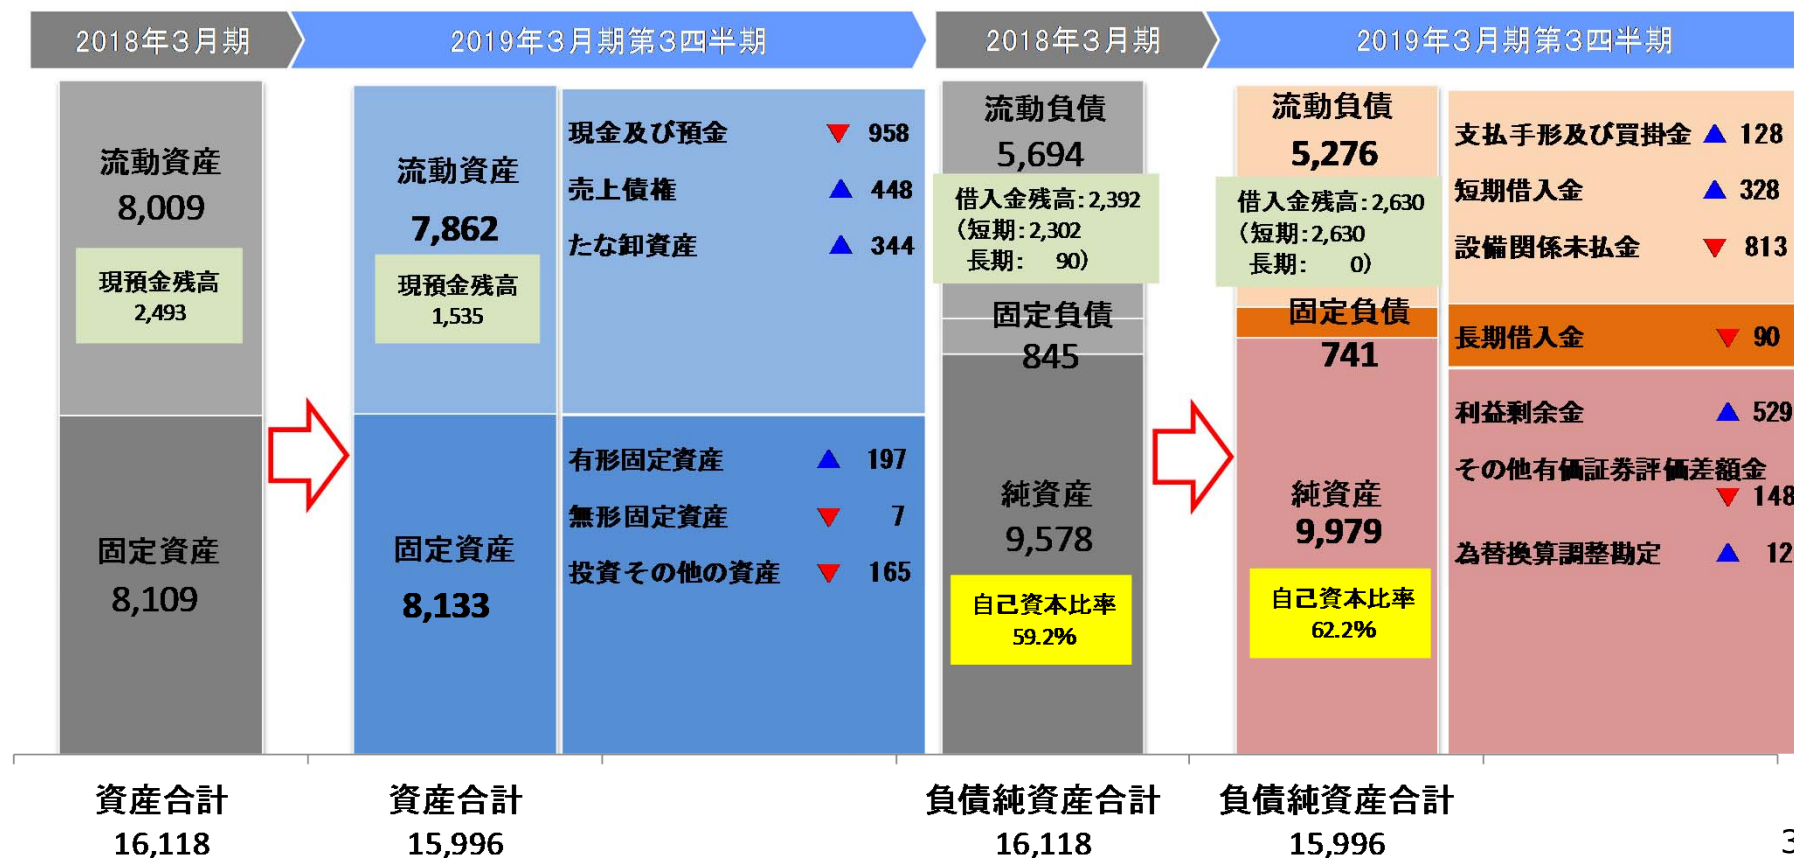 2018年3月期
2019年3月期第3四半期
2018年3月期
2019年3月期第3四半期
流動資産
8,009
現預金残高
2,493
固定資産
8,109
流動資産
7,862
現預金残高
1,535
固定資産
8,133
現金及び預金 ▼ 958
売上債権 ▲ 448
たな卸資産 ▲ 344
有形固定資産 ▲ 197
無形固定資産 ▼ 7
投資その他の資産 ▼ 165
流動負債
5,694
借入金残高:2,392
(短期:2,302
長期: 90)
固定負債
845
純資産
9,578
自己資本比率
59.2%
流動負債
5,276
借入金残高:2,630
(短期:2,630
長期: 0)
固定負債
741
純資産
9,979
自己資本比率
62.2%
支払手形及び買掛金 ▲ 128
短期借入金 ▲ 328
設備関係未払金 ▼ 813
長期借入金 ▼ 90
利益剰余金 ▲ 529
その他有価証券評価差額金
▼ 148
為替換算調整勘定 ▲ 12
資産合計
16,118
資産合計
15,996
負債純資産合計
16,118
負債純資産合計
15,996
3